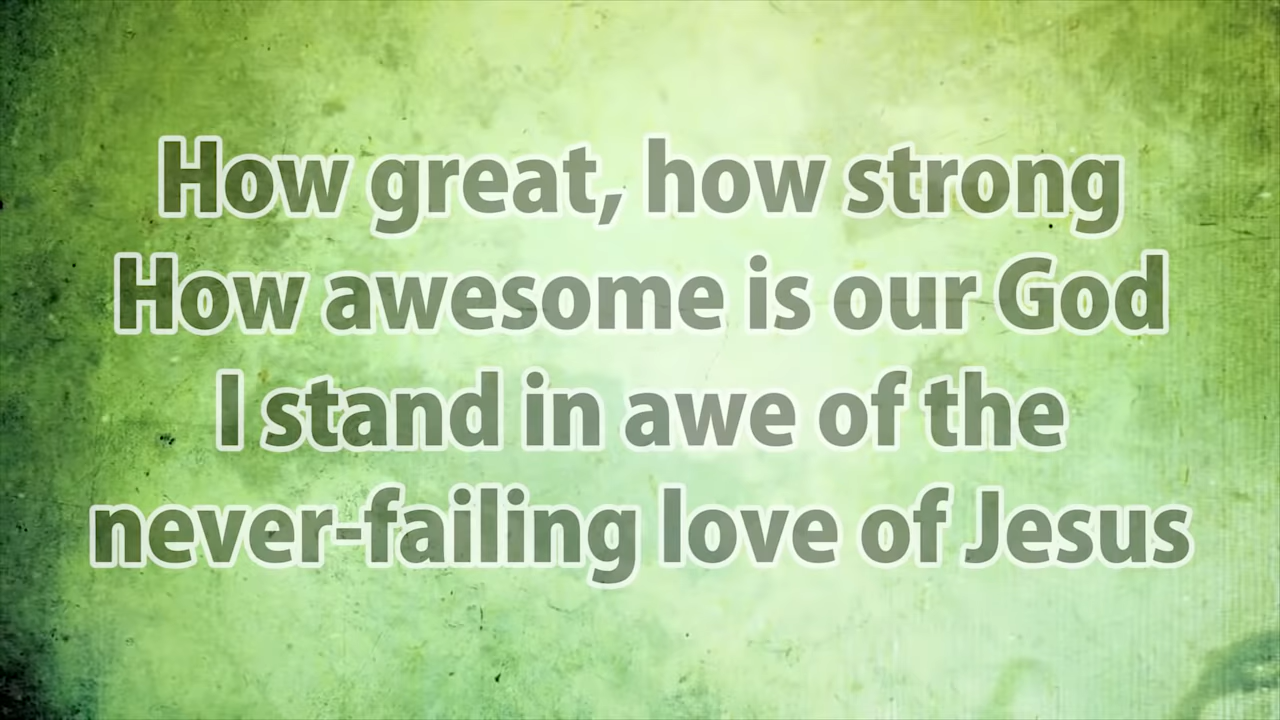 How great, how strong
How awesome is our God
I stand in awe of the
never-failing love of Jesus